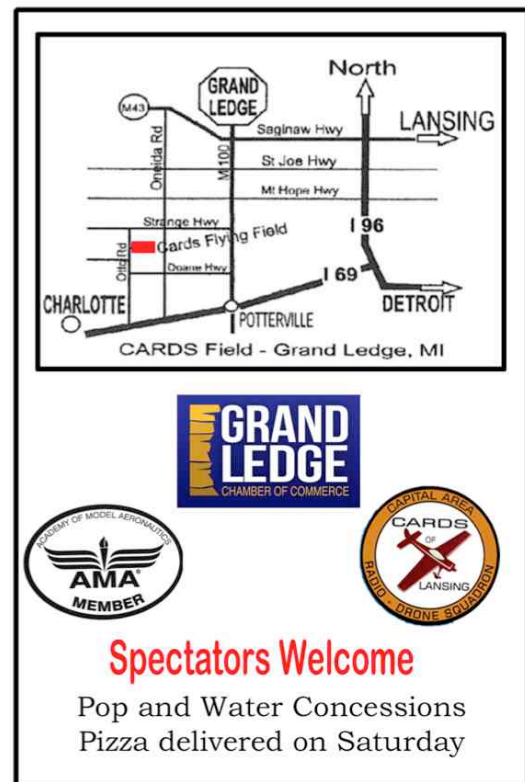 GRAND
LEDGE
North
M43
Oneida Rd
M 100
Saginaw Hwy
LANSING
St Joe Hwy
Mt Hope Hwy
Strange Hwy
I 96
Cards Flying Field
Otto Rd
Doane Hwy
I 69
CHARLOTTE
POTTERVILLE
DETROIT
CARDS Field - Grand Ledge, MI
GRAND
LEDGE
CHAMBER OF COMMERCE
ACADEMY OF MODEL AERONAUTICS
AMA®
MEMBER
CAPITAL AREA
CARDS
OF
LANSING
RADIO - DRONE SQUADRON
Spectators Welcome
Pop and Water Concessions
Pizza delivered on Saturday